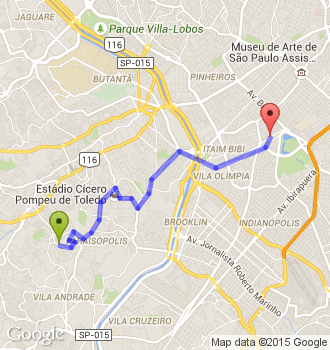 Parque Villa-Lobos
JAGUARE
116
Museu de Arte de
São Paulo Assis...
SP-015
BUTANTÃ
PINHEIROS
Av. B
ITAIM BIBI
116
VILA OLÍMPIA
Estádio Cícero
Pompeu de Toledo
Av. Ibirapuera
BROOKLIN
INDIANÓPOLIS
PARAISOPOLIS
Av. Jornalista Roberto Marinho
VILA ANDRADE
VILA CRUZEIRO
SP-015
Google
Map data ©2015 Google